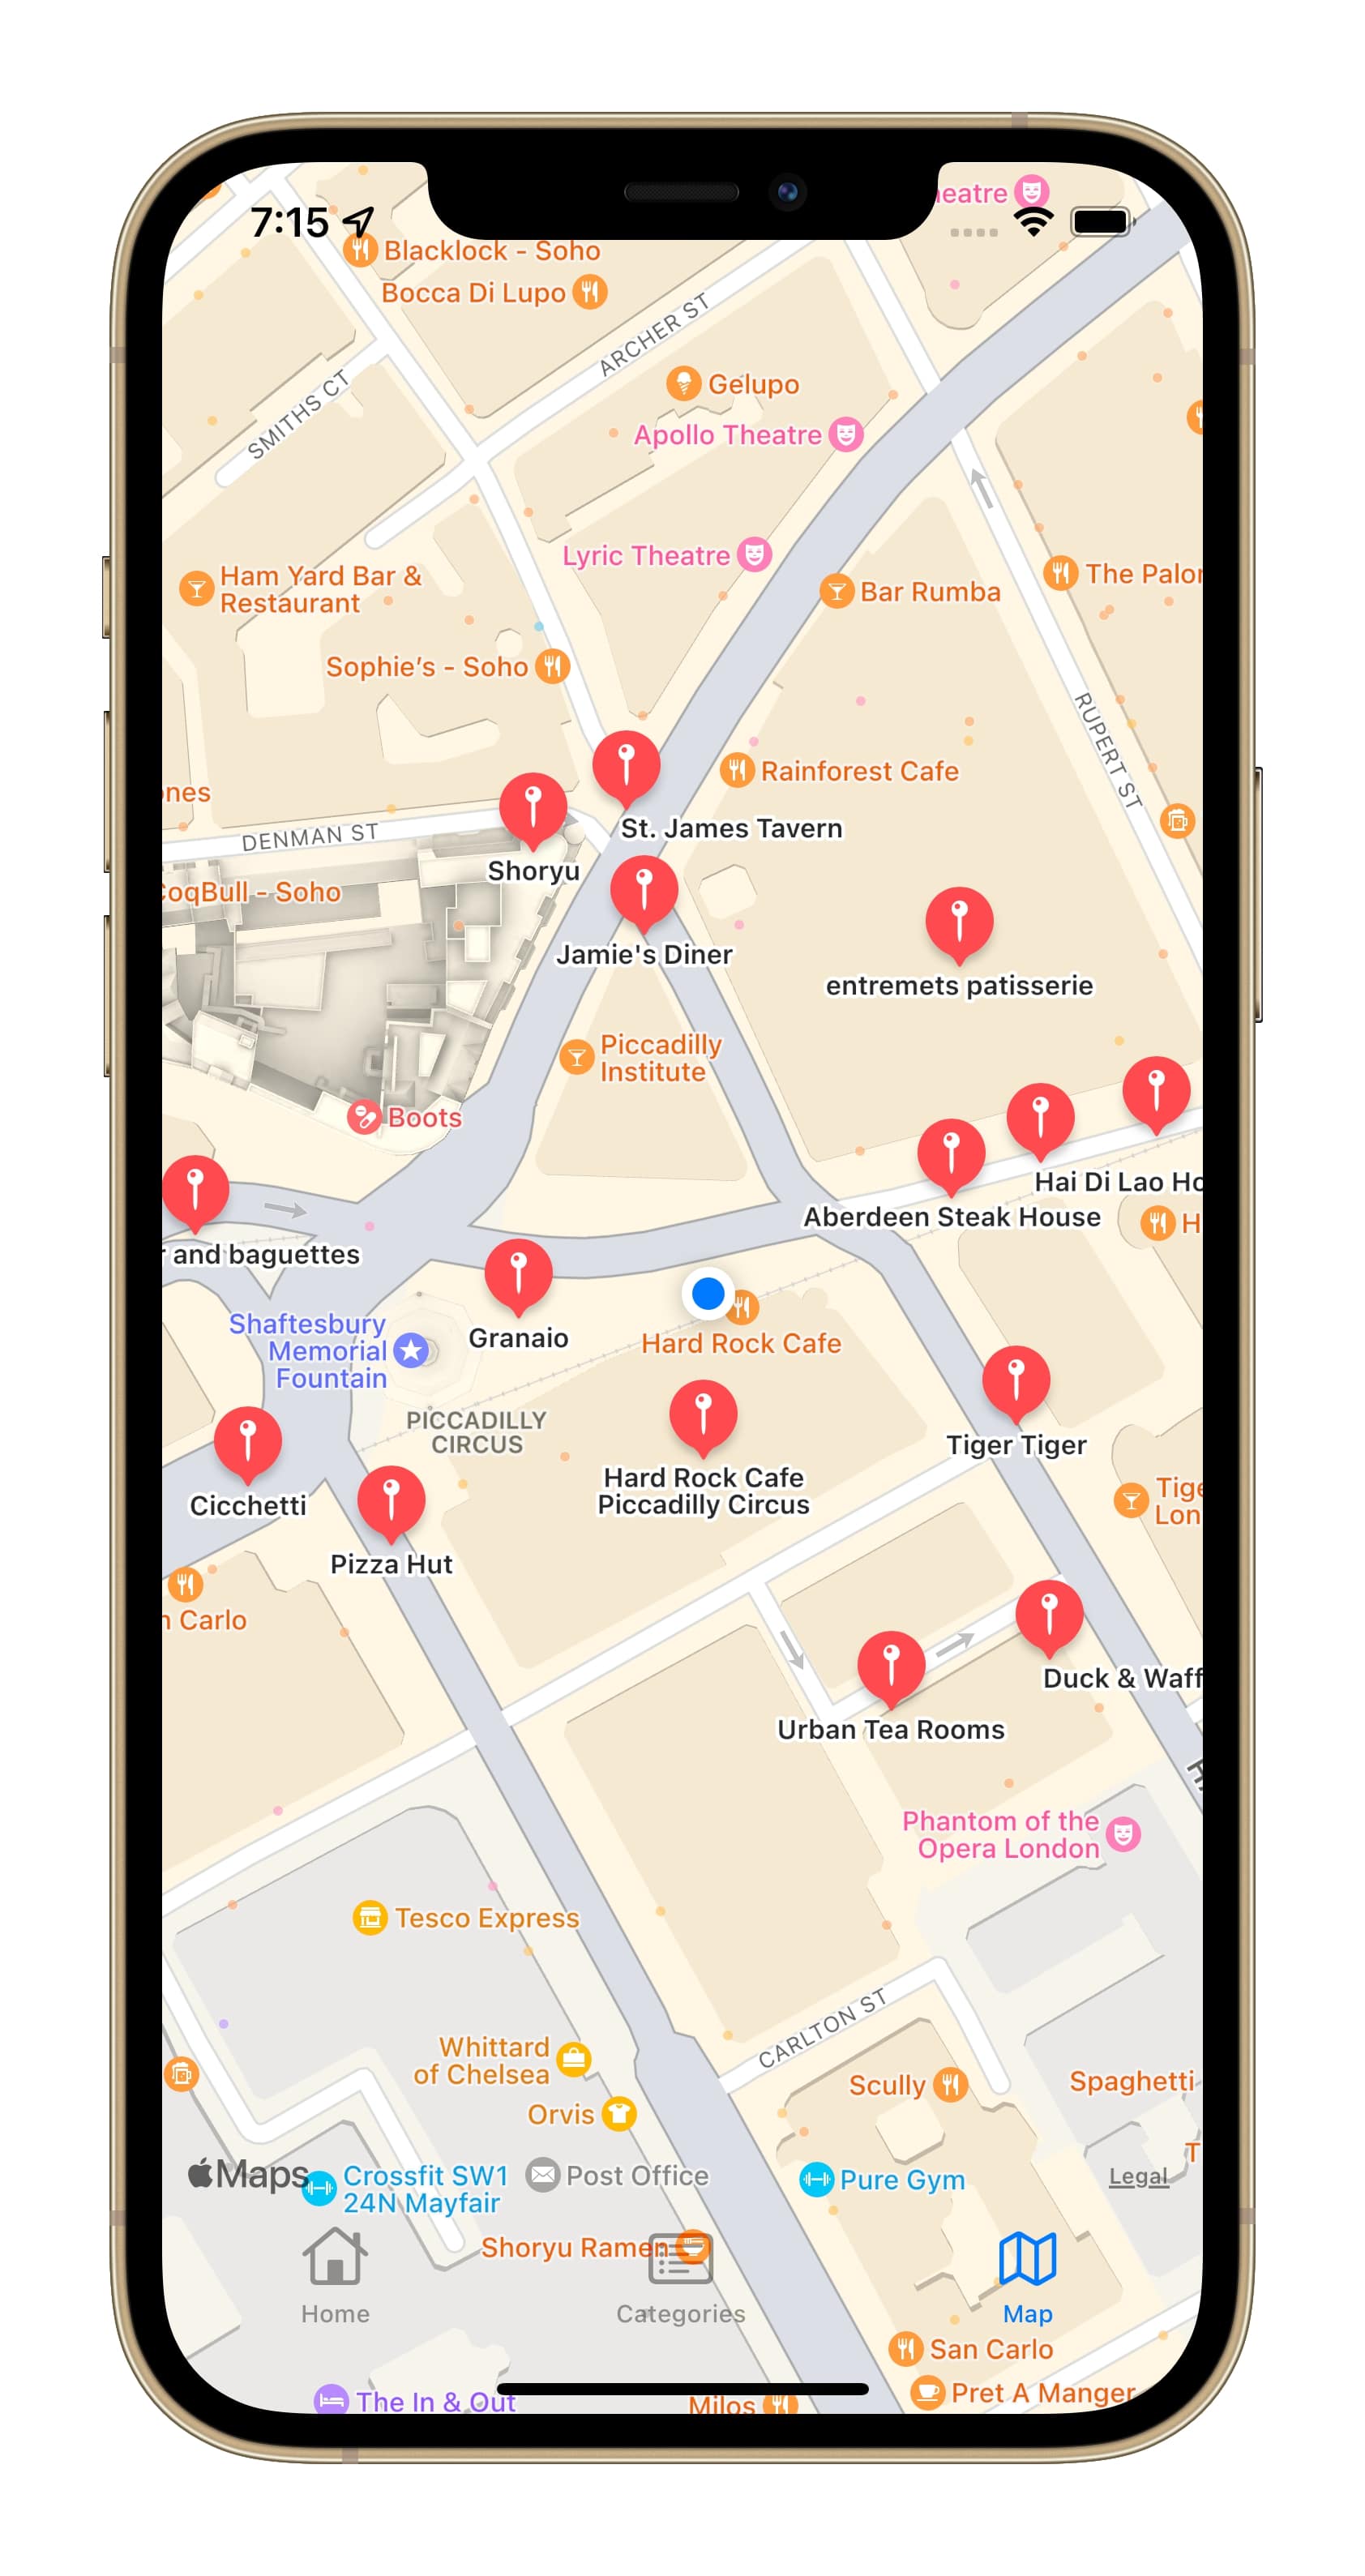 7:15
eatre
Blacklock - Soho
Bocca Di Lupo
ARCHER ST
SMITHS CT
Gelupo
Apollo Theatre
Lyric Theatre
Ham Yard Bar &
Restaurant
Bar Rumba
The Palo
Sophie's - Soho
RUPERT ST
Rainforest Cafe
nes
St. James Tavern
DENMAN ST
Shoryu
CoqBull - Soho
Jamie's Diner
entremets patisserie
Piccadilly
Institute
Boots
Hai Di Lao Ho
Aberdeen Steak House
H
and baguettes
Shaftesbury
Memorial
Fountain
Granaio
Hard Rock Cafe
PICCADILLY
CIRCUS
Tiger Tiger
Hard Rock Cafe
Piccadilly Circus
Cicchetti
Tige
Lon
Pizza Hut
n Carlo
Duck & Waff
Urban Tea Rooms
Phantom of the
Opera London
Tesco Express
CARLTON ST
Whittard
of Chelsea
Scully
Spaghetti
Orvis
T
Maps
Crossfit SW1
24N Mayfair
Post Office
Pure Gym
Legal
Shoryu Ramen
Home
Categories
Map
San Carlo
Pret A Manger
The In & Out
Milos